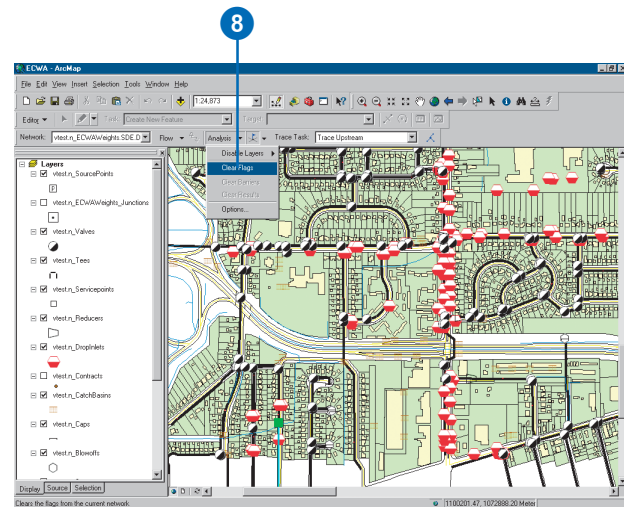 8
ECWA - ArcMap
File Edit View Insert Selection Tools Window Help
1:24,873
Editor Task: Create New Feature Target:
Network: vtest.n_ECWAWeights.SDE.D Flow Analysis Trace Task: Trace Upstream
Disable Layers
Clear Flags
Clear Barriers
Clear Results
Options...
Layers
vtest.n_SourcePoints
P
vtest.n_ECWAWeights_Junctions
vtest.n_Valves
vtest.n_Tees
vtest.n_Servicepoints
vtest.n_Reducers
vtest.n_DropInlets
vtest.n_Contracts
vtest.n_CatchBasins
vtest.n_Caps
vtest.n_Blowoffs
Display Source Selection
Clears the flags from the current network
1100201.47, 1072888.20 Meter